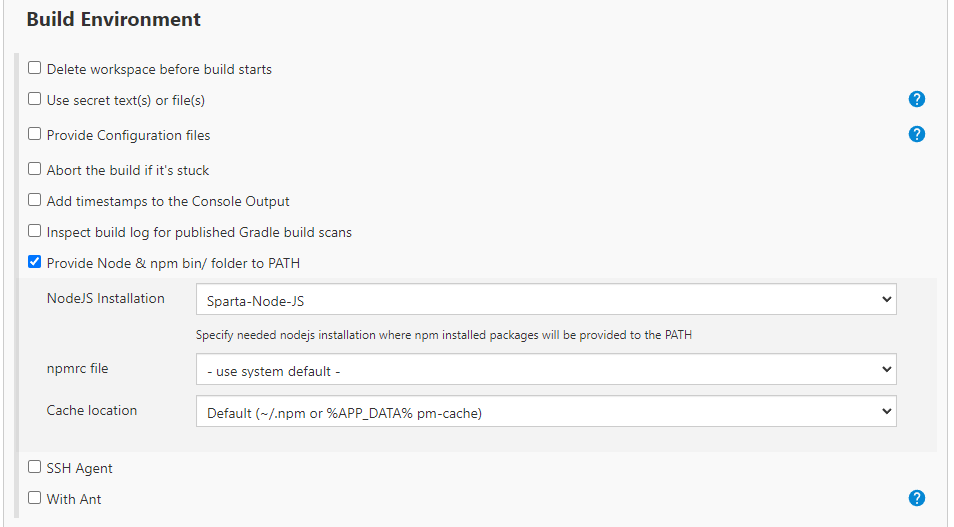 Build Environment
Delete workspace before build starts
Use secret text(s) or file(s)
?
Provide Configuration files
?
Abort the build if it's stuck
Add timestamps to the Console Output
Inspect build log for published Gradle build scans
Provide Node & npm bin/ folder to PATH
NodeJS Installation
Sparta-Node-JS
Specify needed nodejs installation where npm installed packages will be provided to the PATH
npmrc file
- use system default -
Cache location
Default (~/.npm or %APP_DATA% pm-cache)
SSH Agent
With Ant
?